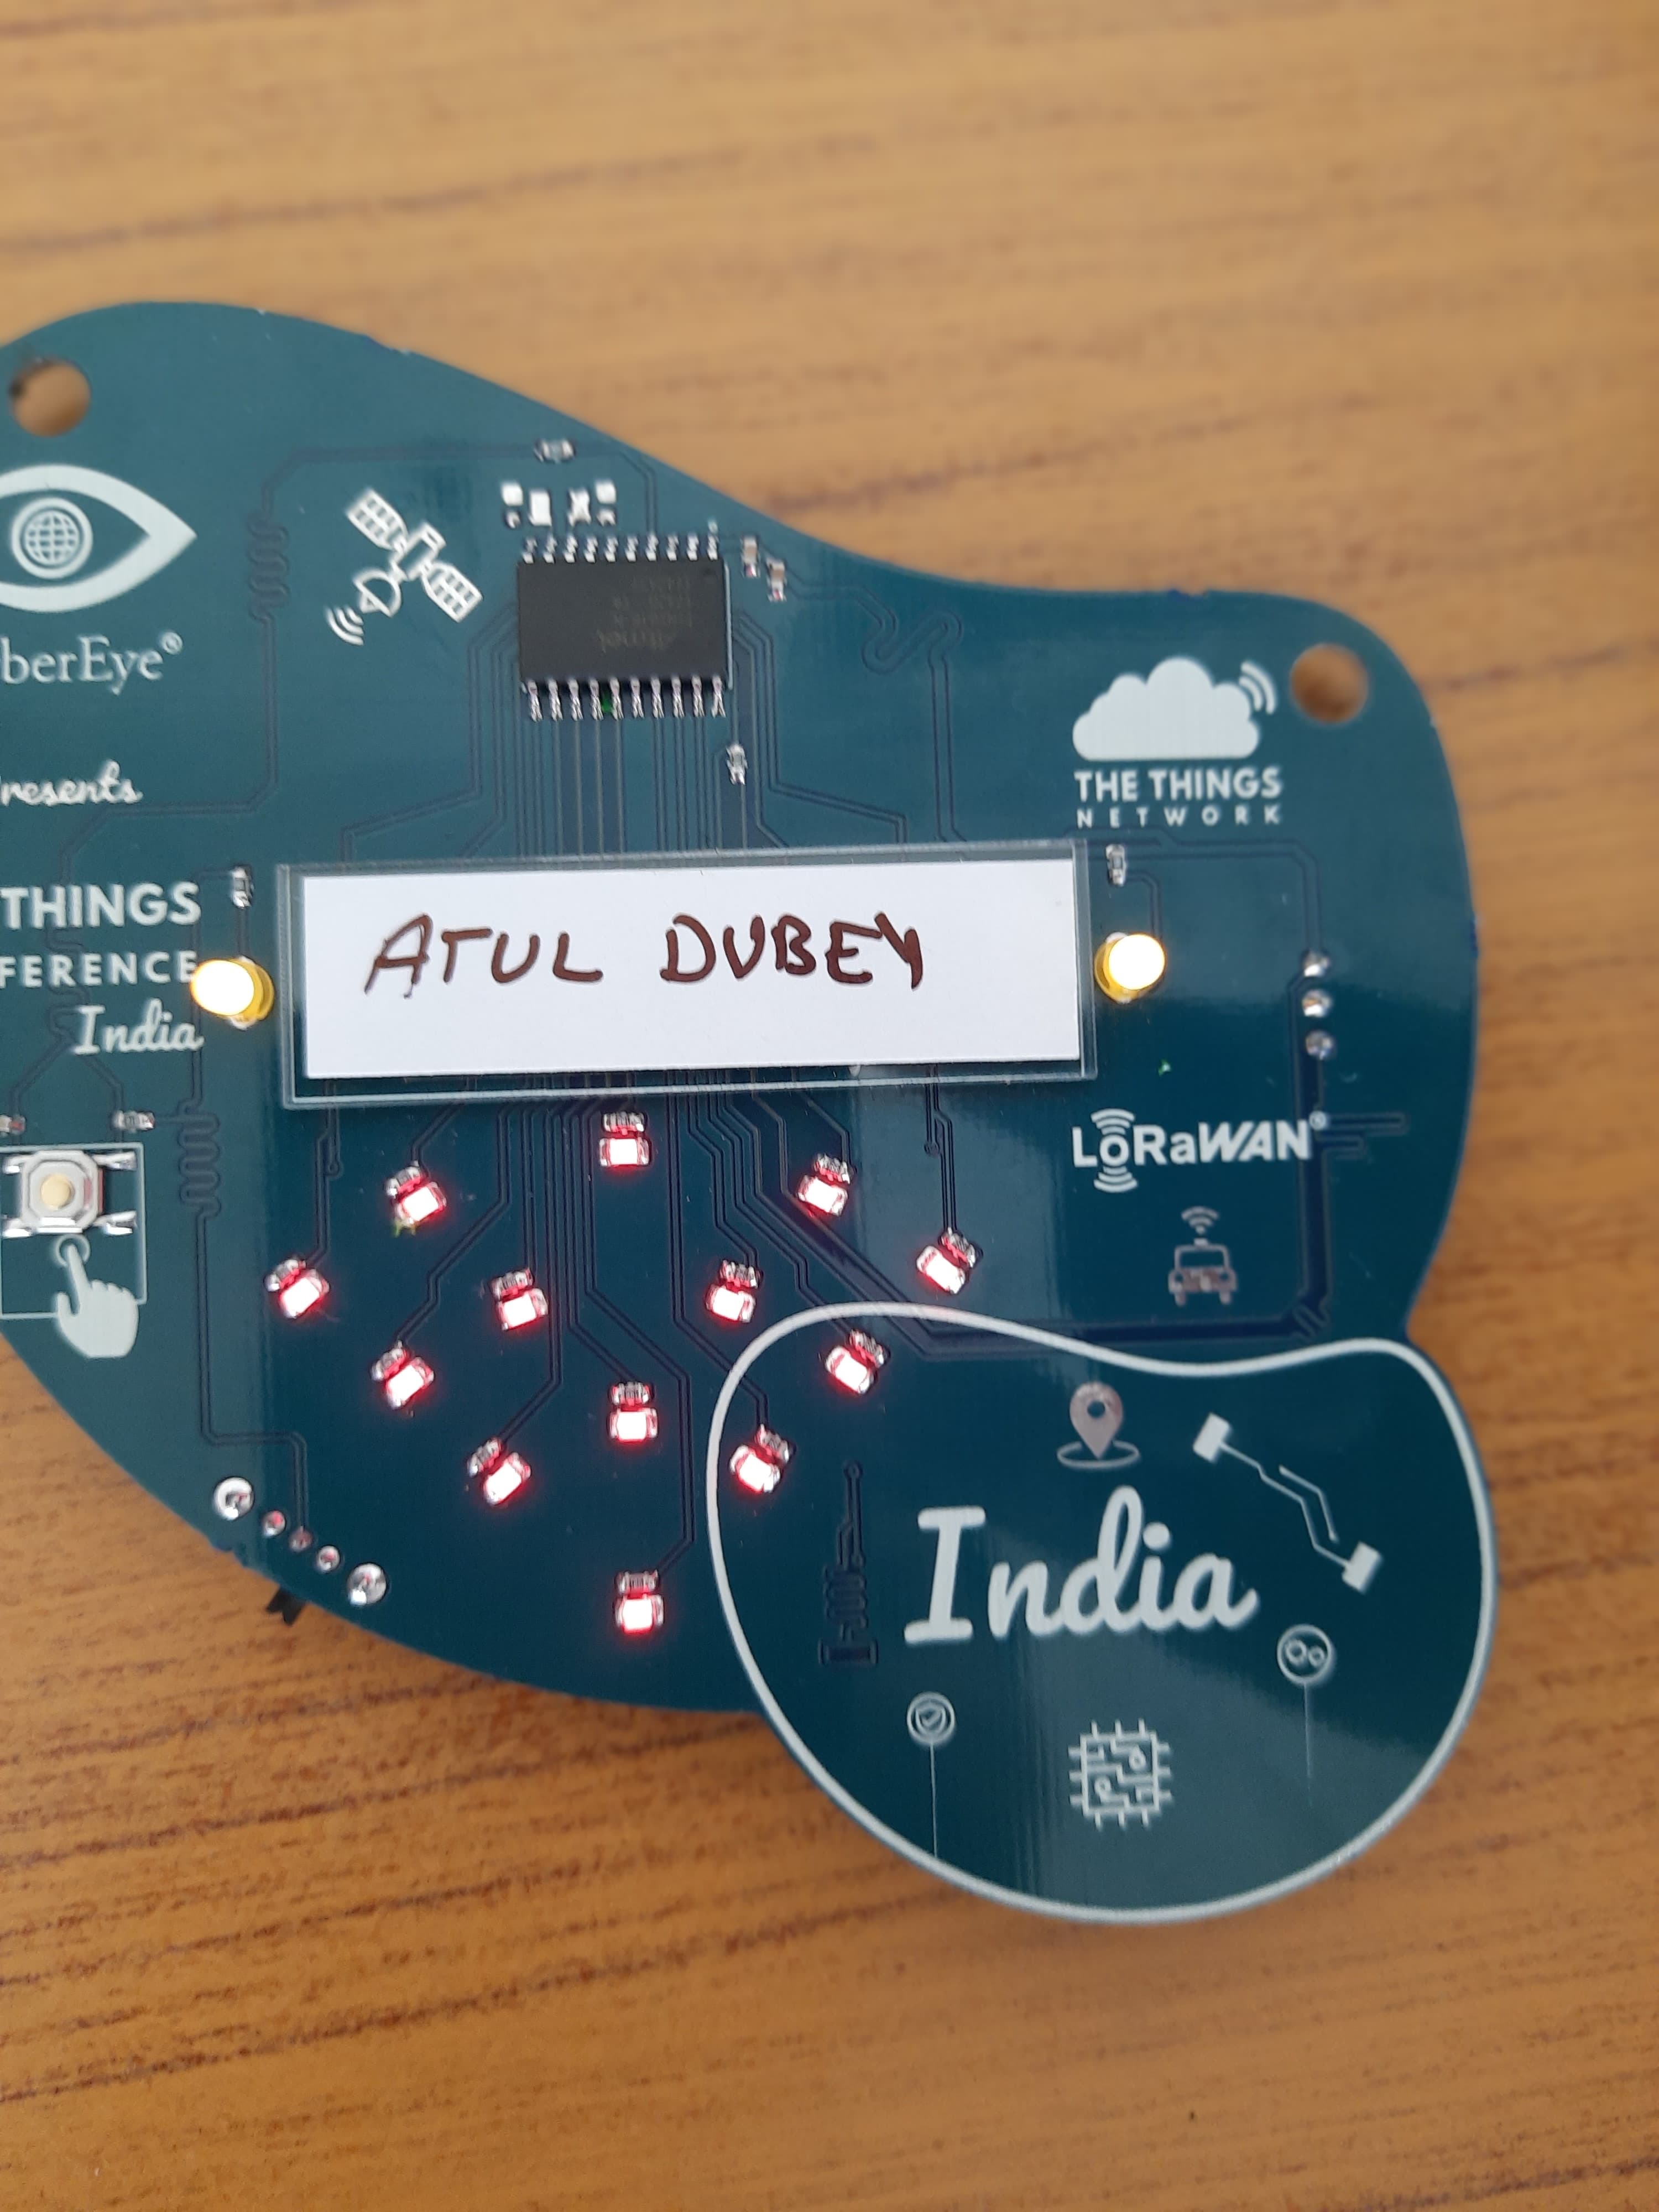 berEye®
resents
THE THINGS
NETWORK
THINGS
FERENCE
India
ATUL DUBEY
LoRaWAN®
India